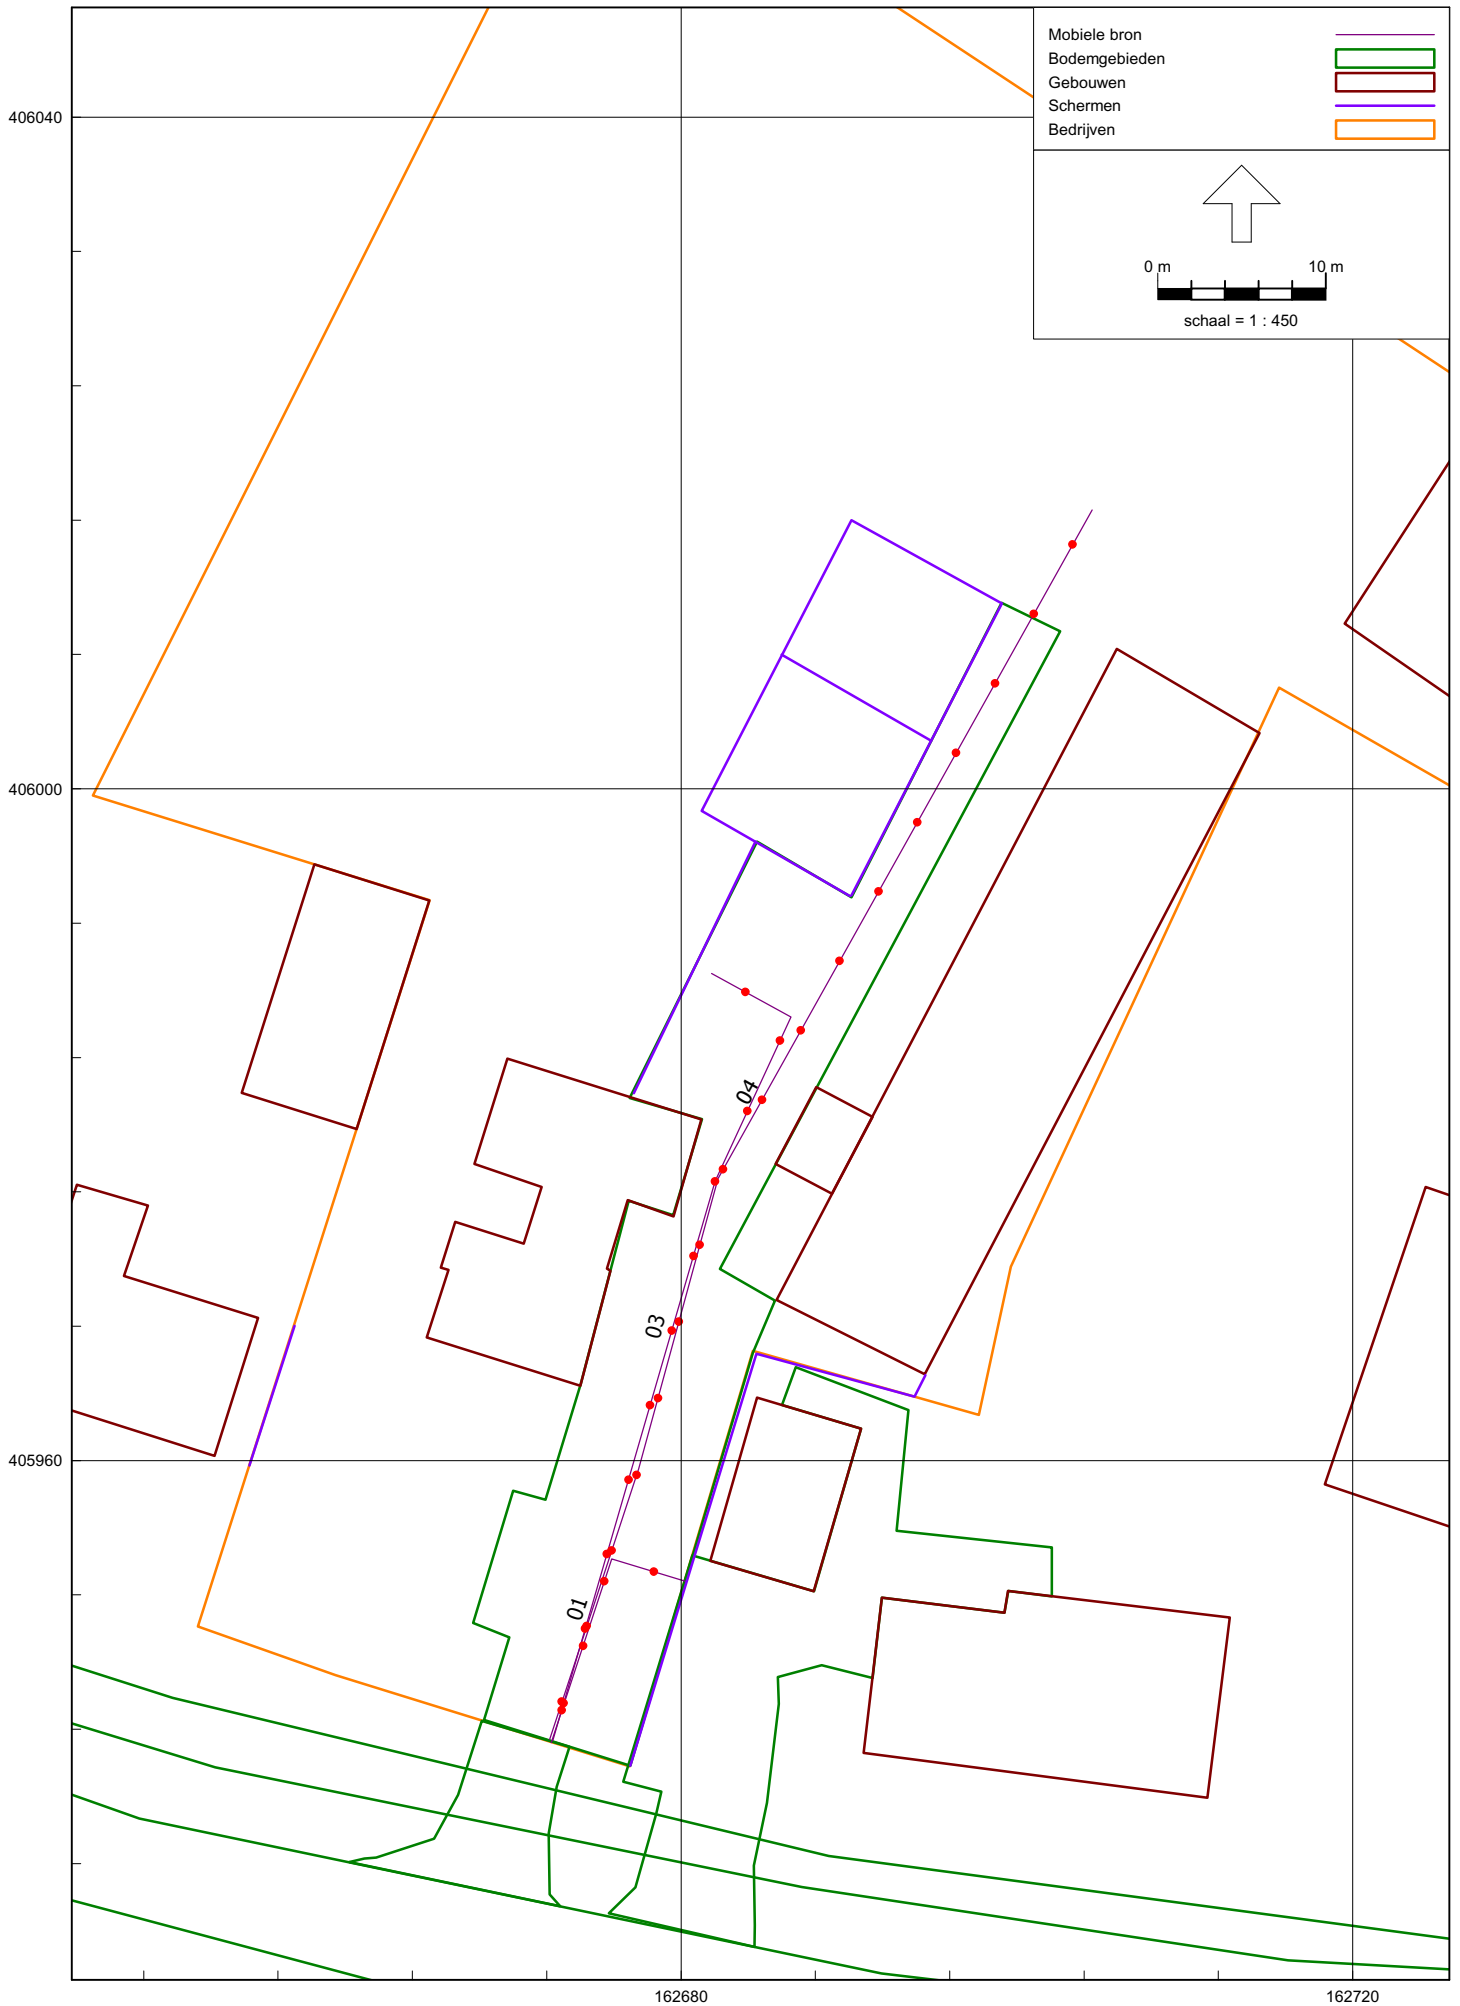 Mobiele bron
Bodemgebieden
Gebouwen
Schermen
Bedrijven
406040
0 m 10 m
schaal = 1 : 450
406000
04
03
405960
01
162680 162720